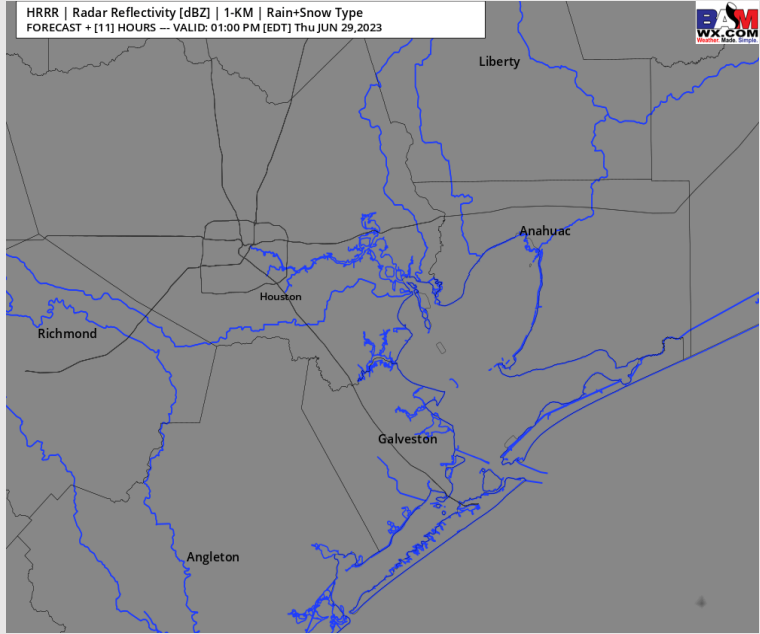 HRRR | Radar Reflectivity [dBZ] | 1-KM | Rain+Snow Type
FORECAST + [11] HOURS --- VALID: 01:00 PM [EDT] Thu JUN 29,2023
BAM
WX.COM
Weather. Made. Simple.
Liberty
Anahuac
Houston
Richmond
Galveston
Angleton